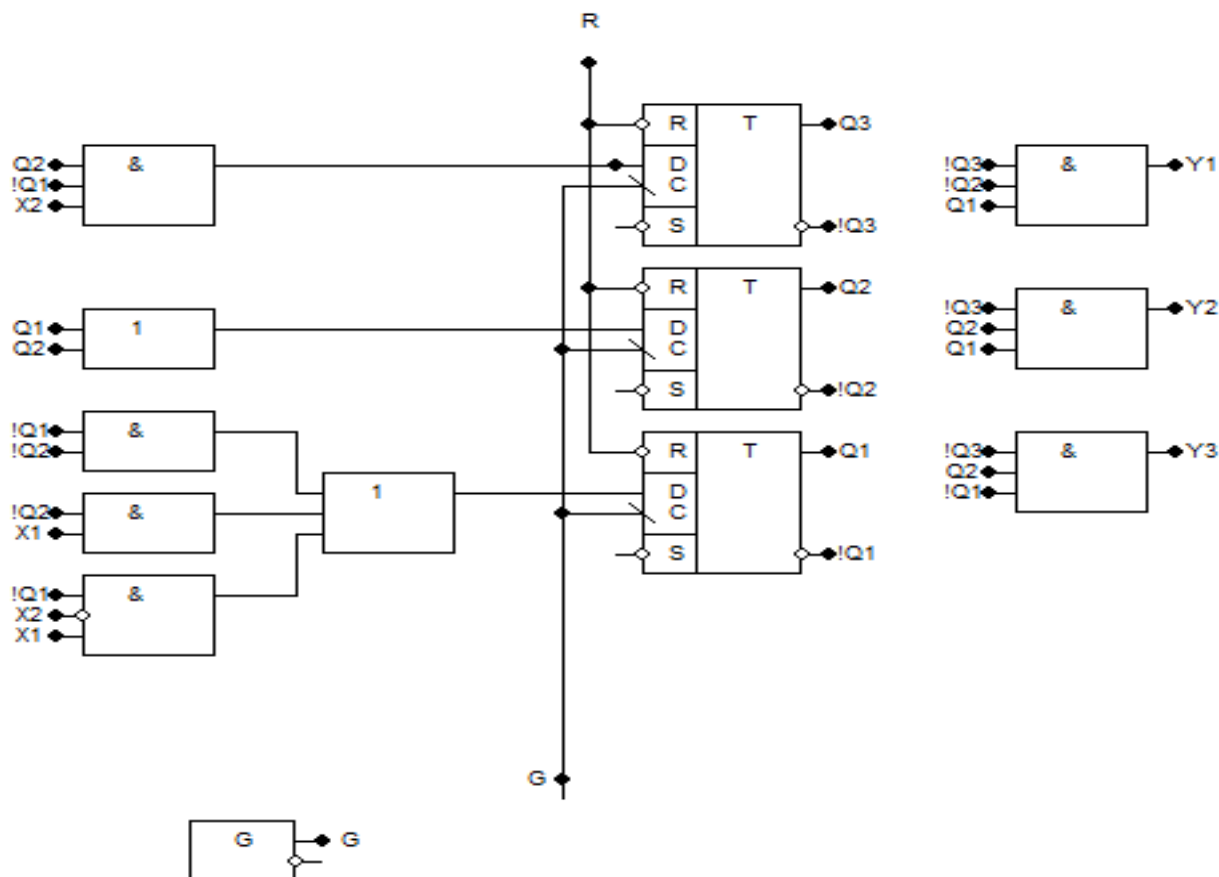 R
R T Q3
Q2 & D !Q3 & Y1
!Q1 C !Q2
X2 Q1
S !Q3
R T Q2
Q1 1 D !Q3 & Y2
Q2 C Q2
Q1
S !Q2
!Q1 & R T Q1
!Q2 !Q3 & Y3
Q2
1 D !Q1
!Q2 & C
X1
S !Q1
!Q1 &
X2
X1
G
G G